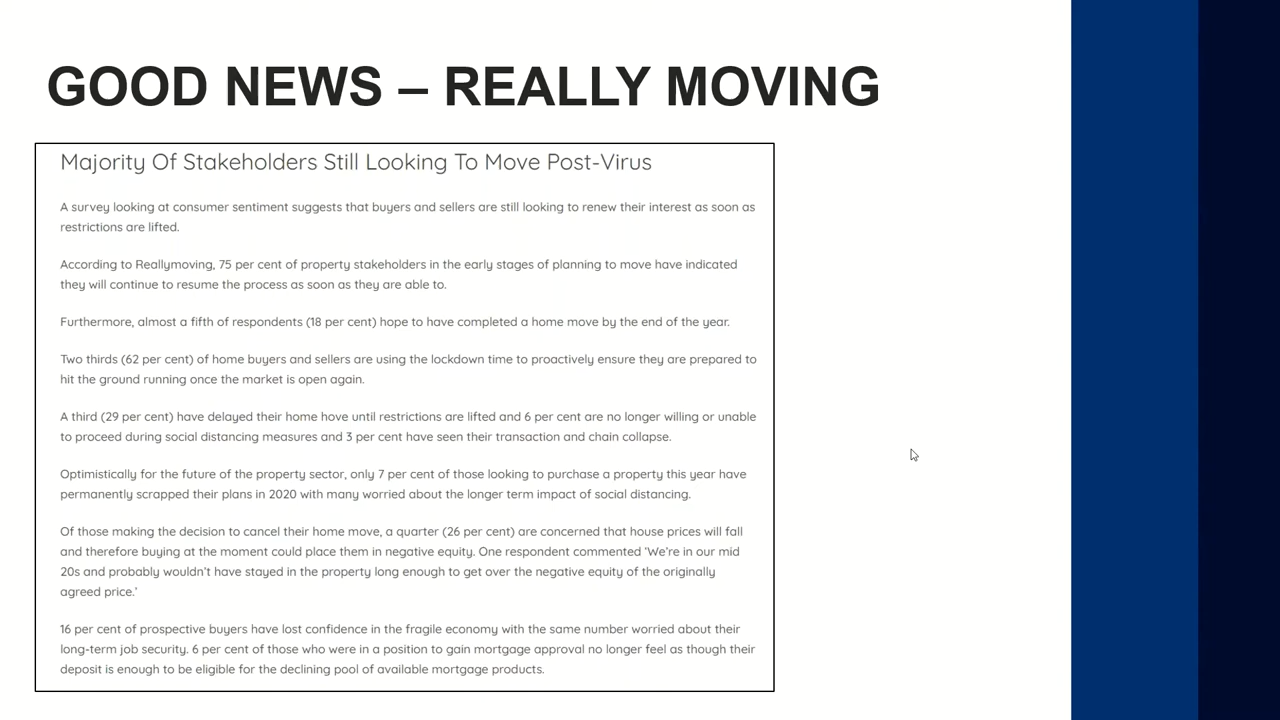 GOOD NEWS – REALLY MOVING
Majority Of Stakeholders Still Looking To Move Post-Virus
A survey looking at consumer sentiment suggests that buyers and sellers are still looking to renew their interest as soon as
restrictions are lifted.
According to Reallymoving, 75 per cent of property stakeholders in the early stages of planning to move have indicated
they will continue to resume the process as soon as they are able to.
Furthermore, almost a fifth of respondents (18 per cent) hope to have completed a home move by the end of the year.
Two thirds (62 per cent) of home buyers and sellers are using the lockdown time to proactively ensure they are prepared to
hit the ground running once the market is open again.
A third (29 per cent) have delayed their home hove until restrictions are lifted and 6 per cent are no longer willing or unable
to proceed during social distancing measures and 3 per cent have seen their transaction and chain collapse.
Optimistically for the future of the property sector, only 7 per cent of those looking to purchase a property this year have
permanently scrapped their plans in 2020 with many worried about the longer term impact of social distancing.
Of those making the decision to cancel their home move, a quarter (26 per cent) are concerned that house prices will fall
and therefore buying at the moment could place them in negative equity. One respondent commented ‘We’re in our mid
20s and probably wouldn’t have stayed in the property long enough to get over the negative equity of the originally
agreed price.’
16 per cent of prospective buyers have lost confidence in the fragile economy with the same number worried about their
long-term job security. 6 per cent of those who were in a position to gain mortgage approval no longer feel as though their
deposit is enough to be eligible for the declining pool of available mortgage products.